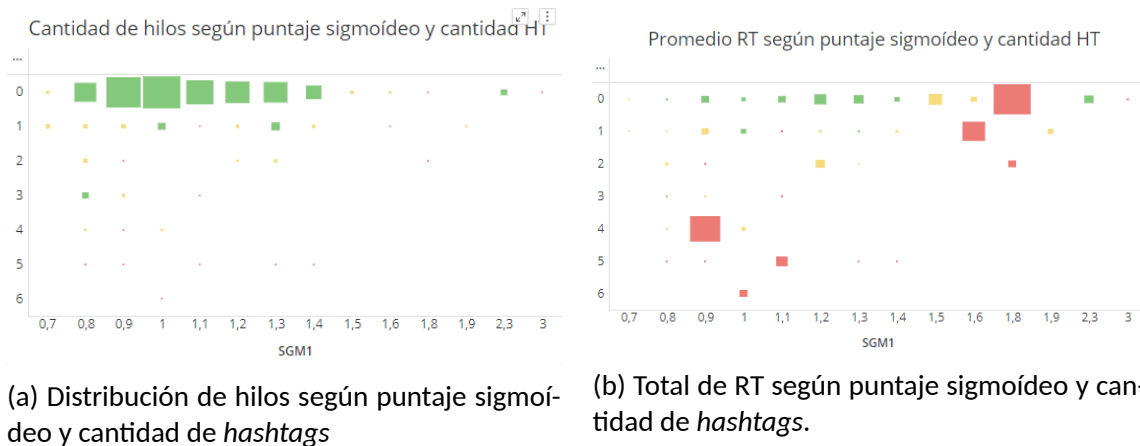 Cantidad de hilos según puntaje sigmoídeo y cantidad HT
...
0
1
2
3
4
5
6
0,7 0,8 0,9 1 1,1 1,2 1,3 1,4 1,5 1,6 1,8 1,9 2,3 3
SGM1
(a) Distribución de hilos según puntaje sigmoí-
deo y cantidad de hashtags
Promedio RT según puntaje sigmoídeo y cantidad HT
...
0
1
2
3
4
5
6
0,7 0,8 0,9 1 1,1 1,2 1,3 1,4 1,5 1,6 1,8 1,9 2,3 3
SGM1
(b) Total de RT según puntaje sigmoídeo y can-
tidad de hashtags.